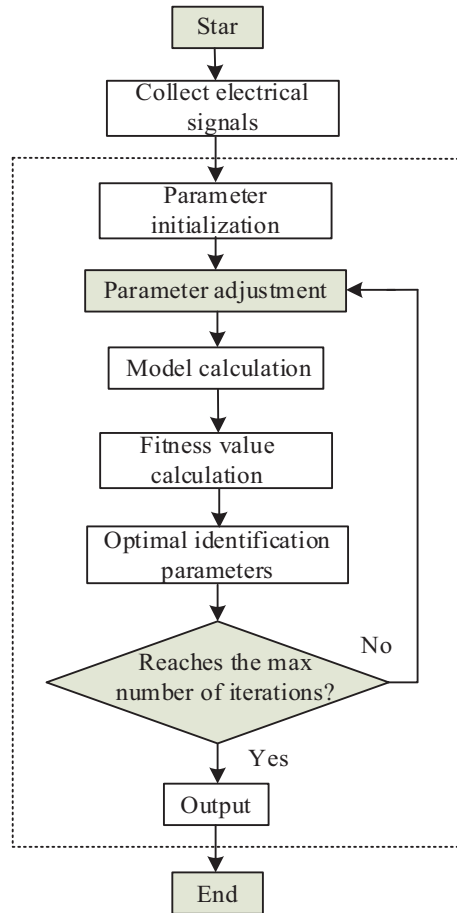 Star
Collect electrical
signals
Parameter
initialization
Parameter adjustment
Model calculation
Fitness value
calculation
Optimal identification
parameters
Reaches the max
number of iterations?
No
Yes
Output
End